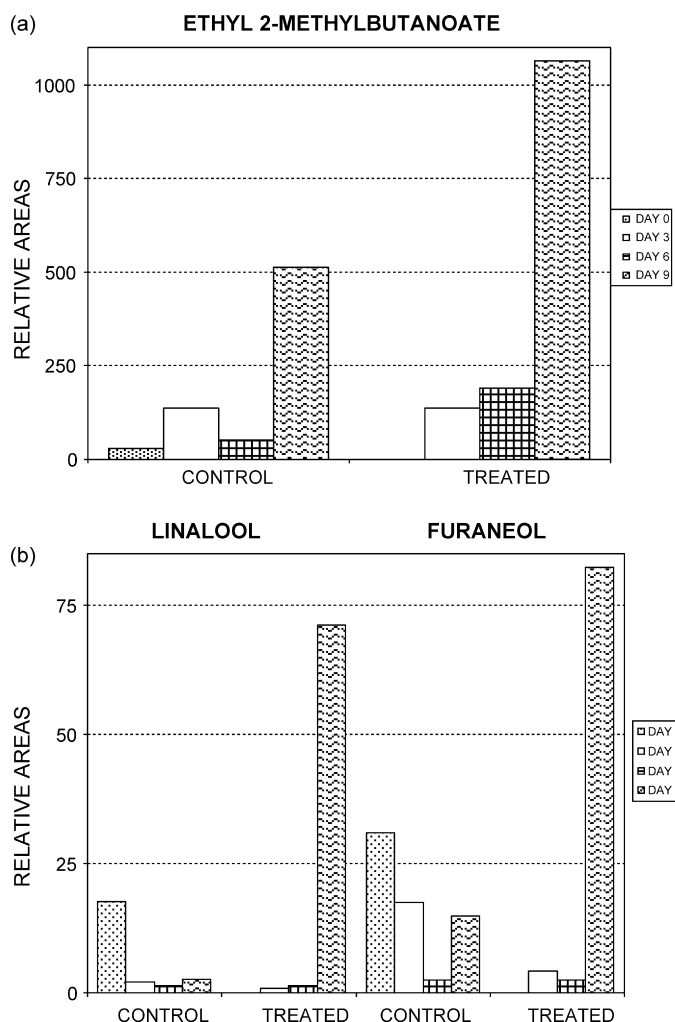 (a) ETHYL 2-METHYLBUTANOATE
1000
750
500
250
0
RELATIVE AREAS
CONTROL TREATED
DAY 0
DAY 3
DAY 6
DAY 9
(b) LINALOOL FURANEOL
75
50
25
0
RELATIVE AREAS
CONTROL TREATED CONTROL TREATED
DAY
DAY
DAY
DAY